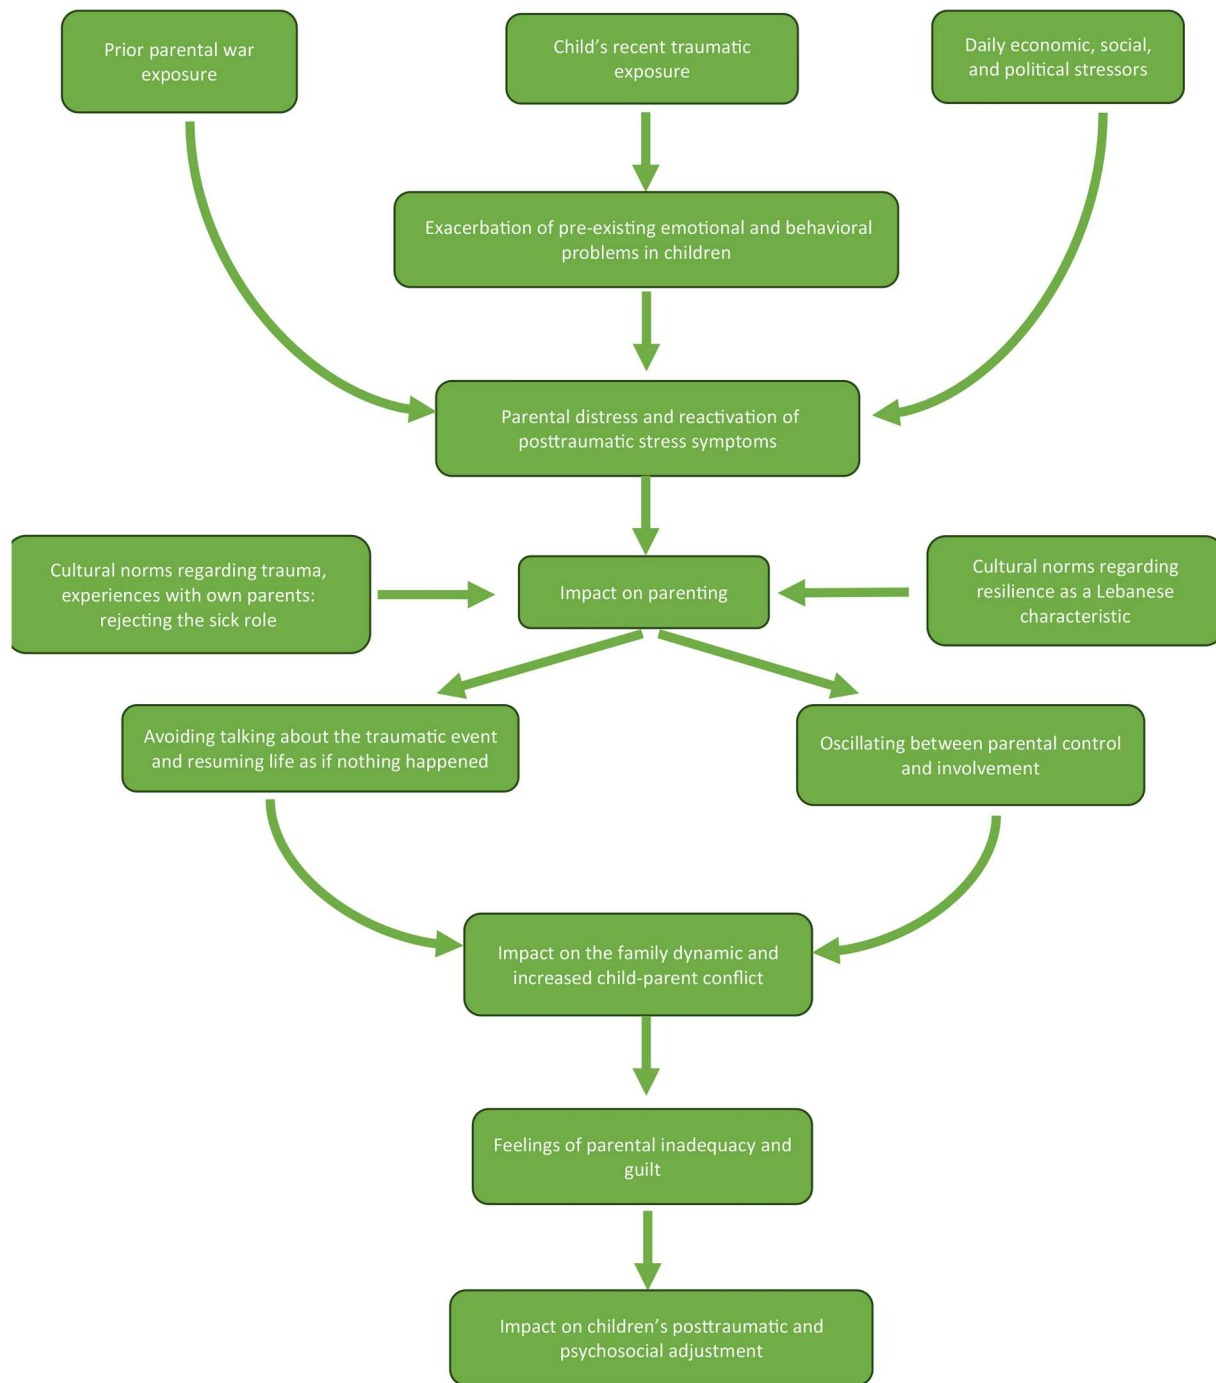 Prior parental war
exposure
Child’s recent traumatic
exposure
Daily economic, social,
and political stressors
Exacerbation of pre-existing emotional and behavioral
problems in children
Parental distress and reactivation of
posttraumatic stress symptoms
Cultural norms regarding trauma,
experiences with own parents:
rejecting the sick role
Impact on parenting
Cultural norms regarding
resilience as a Lebanese
characteristic
Avoiding talking about the traumatic event
and resuming life as if nothing happened
Oscillating between parental control
and involvement
Impact on the family dynamic and
increased child-parent conflict
Feelings of parental inadequacy and
guilt
Impact on children’s posttraumatic and
psychosocial adjustment